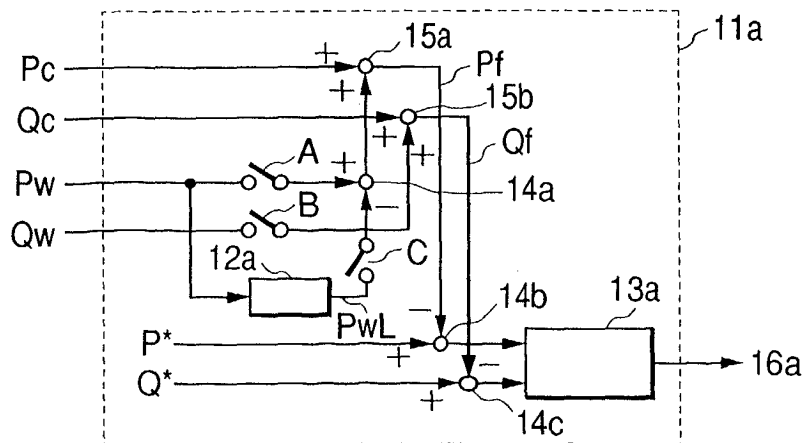 15a
11a
Pc
+
Pf
+
15b
Qc
+
+
Qf
A
Pw
+
14a
B
−
Qw
12a
C
13a
PwL
−
14b
P*
+
−
16a
Q*
+
14c